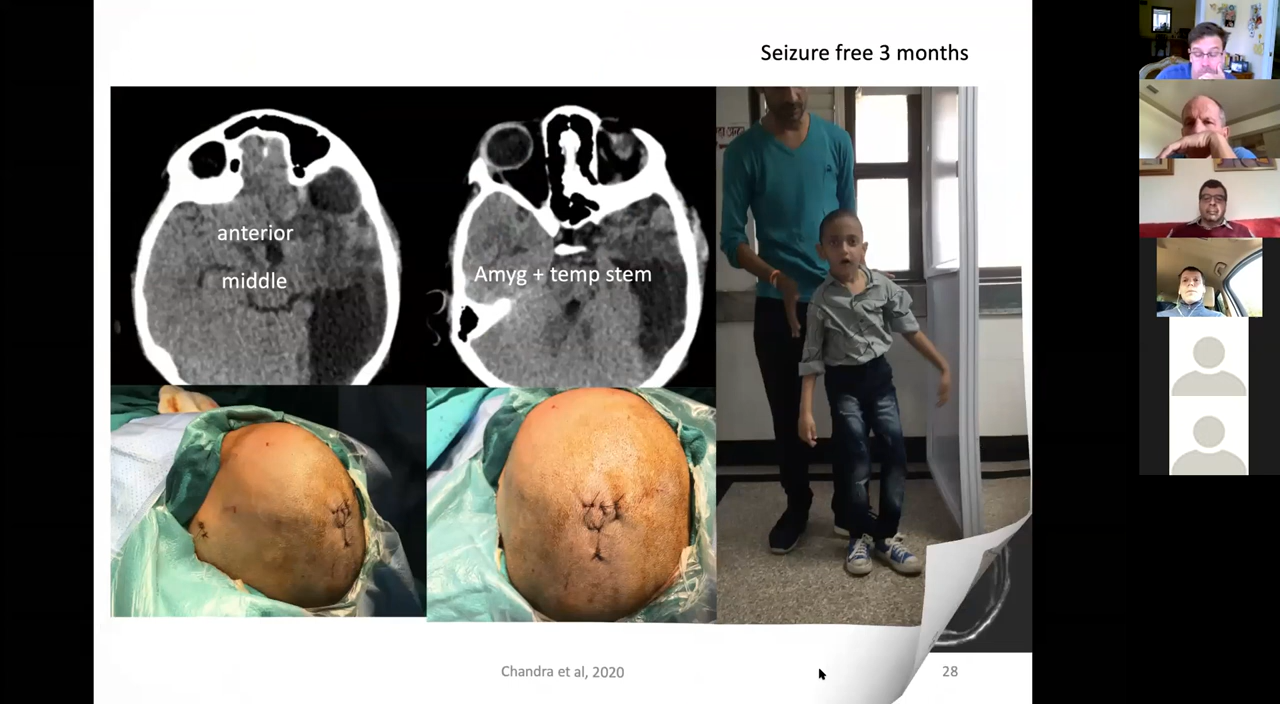 Seizure free 3 months
anterior
middle
Amyg + temp stem
Chandra et al, 2020
28